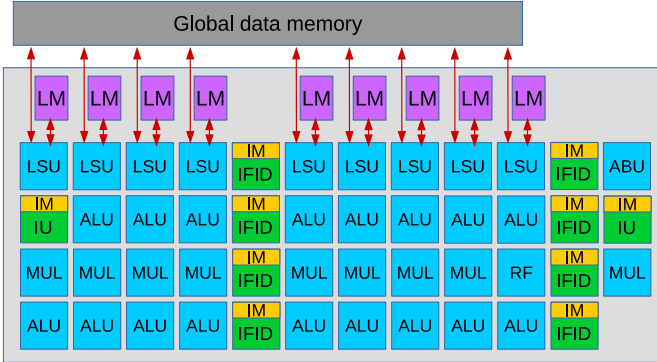 Global data memory
LM LM LM LM LM LM LM LM LM
LSU LSU LSU LSU IM IFID LSU LSU LSU LSU LSU IM IFID ABU
IM IU ALU ALU ALU IM IFID ALU ALU ALU ALU ALU IM IFID IM IU
MUL MUL MUL MUL IM IFID MUL MUL MUL MUL RF IM IFID MUL
ALU ALU ALU ALU IM IFID ALU ALU ALU ALU ALU IM IFID